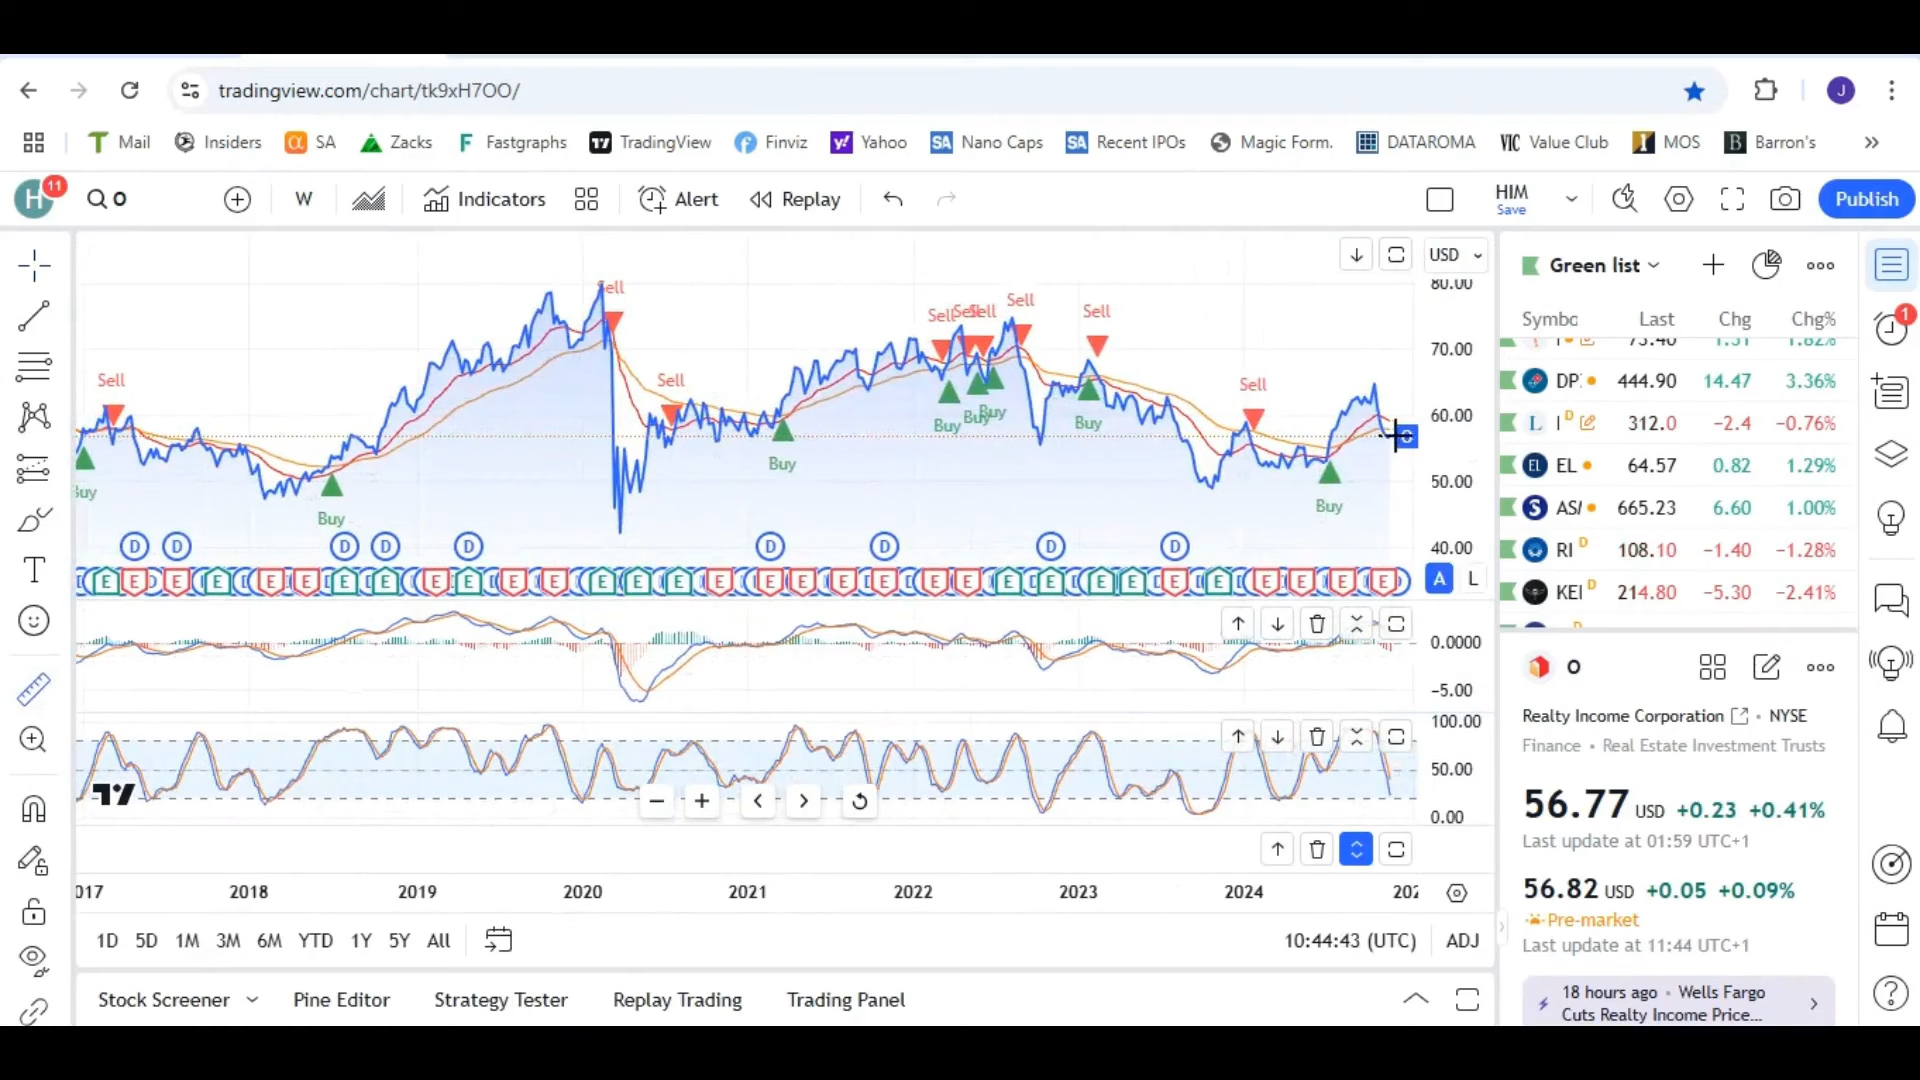 tradingview.com/chart/tk9xH7OO/
J
Mail
Insiders
SA
Zacks
Fastgraphs
TradingView
Finviz
Yahoo
Nano Caps
Recent IPOs
Magic Form.
DATAROMA
Value Club
MOS
Barron's
H
11
O
W
Indicators
Alert
Replay
HIM
Save
Publish
USD
80.00
70.00
60.00
50.00
40.00
A
L
Sell
Sell
Sell
Sell
Sell
Sell
Sell
Sell
Buy
Buy
Buy
Buy
Buy
Buy
Buy
D D D D D D D D D
0.0000
-5.00
100.00
50.00
0.00
017
2018
2019
2020
2021
2022
2023
2024
202
1D
5D
1M
3M
6M
YTD
1Y
5Y
All
10:44:43 (UTC)
ADJ
Stock Screener
Pine Editor
Strategy Tester
Replay Trading
Trading Panel
Green list
Symbo Last Chg Chg%
DP 444.90 14.47 3.36%
312.0 −2.4 −0.76%
EL 64.57 0.82 1.29%
AS 665.23 6.60 1.00%
RI D 108.10 −1.40 −1.28%
KEI D 214.80 −5.30 −2.41%
O
Realty Income Corporation • NYSE
Finance • Real Estate Investment Trusts
56.77 USD +0.23 +0.41%
Last update at 01:59 UTC+1
56.82 USD +0.05 +0.09%
Pre-market
Last update at 11:44 UTC+1
18 hours ago • Wells Fargo
Cuts Realty Income Price...
1